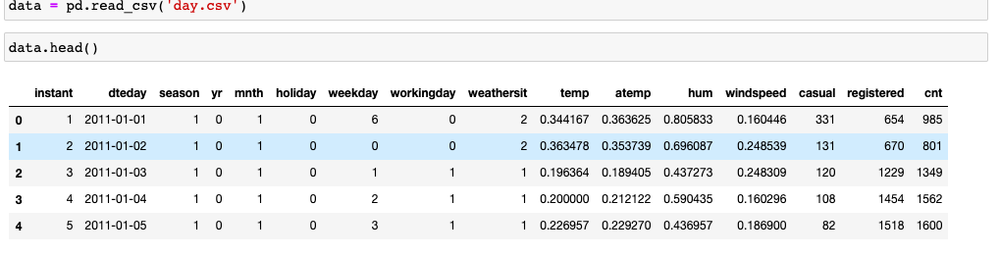 data = pd.read_csv('day.csv')
data.head()
instant dteday season yr mnth holiday weekday workingday weathersit temp atemp hum windspeed casual registered cnt
0 1 2011-01-01 1 0 1 0 6 0 2 0.344167 0.363625 0.805833 0.160446 331 654 985
1 2 2011-01-02 1 0 1 0 0 0 2 0.363478 0.353739 0.696087 0.248539 131 670 801
2 3 2011-01-03 1 0 1 0 1 1 1 0.196364 0.189405 0.437273 0.248309 120 1229 1349
3 4 2011-01-04 1 0 1 0 2 1 1 0.200000 0.212122 0.590435 0.160296 108 1454 1562
4 5 2011-01-05 1 0 1 0 3 1 1 0.226957 0.229270 0.436957 0.186900 82 1518 1600